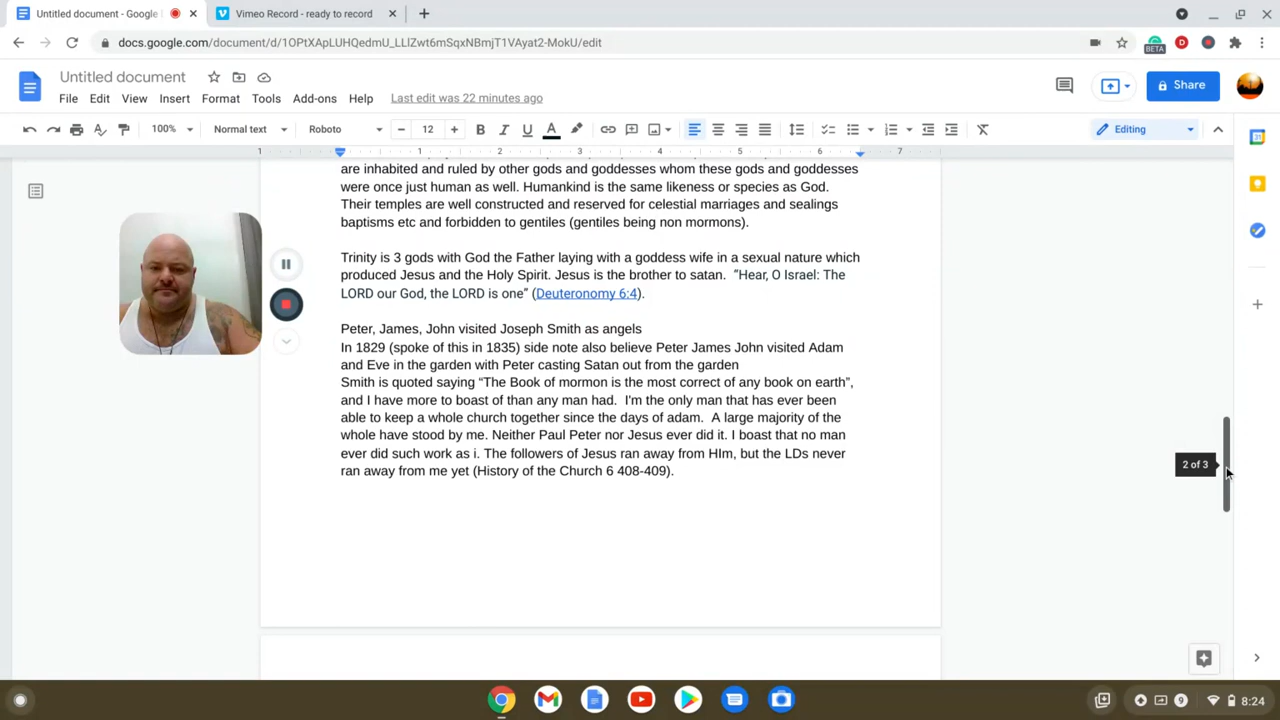 Untitled document - Google
Vimeo Record - ready to record
docs.google.com/document/d/1OPtXApLUHQedmU_LLlZwt6mSqxNBmjT1VAyat2-MokU/edit
BETA
Untitled document
File Edit View Insert Format Tools Add-ons Help Last edit was 22 minutes ago
Share
100% Normal text Roboto 12 B I U A Editing
1 1 2 3 4 5 6 7
are inhabited and ruled by other gods and goddesses whom these gods and goddesses
were once just human as well. Humankind is the same likeness or species as God.
Their temples are well constructed and reserved for celestial marriages and sealings
baptisms etc and forbidden to gentiles (gentiles being non mormons).
Trinity is 3 gods with God the Father laying with a goddess wife in a sexual nature which
produced Jesus and the Holy Spirit. Jesus is the brother to satan. “Hear, O Israel: The
LORD our God, the LORD is one” (Deuteronomy 6:4).
Peter, James, John visited Joseph Smith as angels
In 1829 (spoke of this in 1835) side note also believe Peter James John visited Adam
and Eve in the garden with Peter casting Satan out from the garden
Smith is quoted saying “The Book of mormon is the most correct of any book on earth”,
and I have more to boast of than any man had. I'm the only man that has ever been
able to keep a whole church together since the days of adam. A large majority of the
whole have stood by me. Neither Paul Peter nor Jesus ever did it. I boast that no man
ever did such work as i. The followers of Jesus ran away from HIm, but the LDs never
ran away from me yet (History of the Church 6 408-409).
2 of 3
31
9 8:24